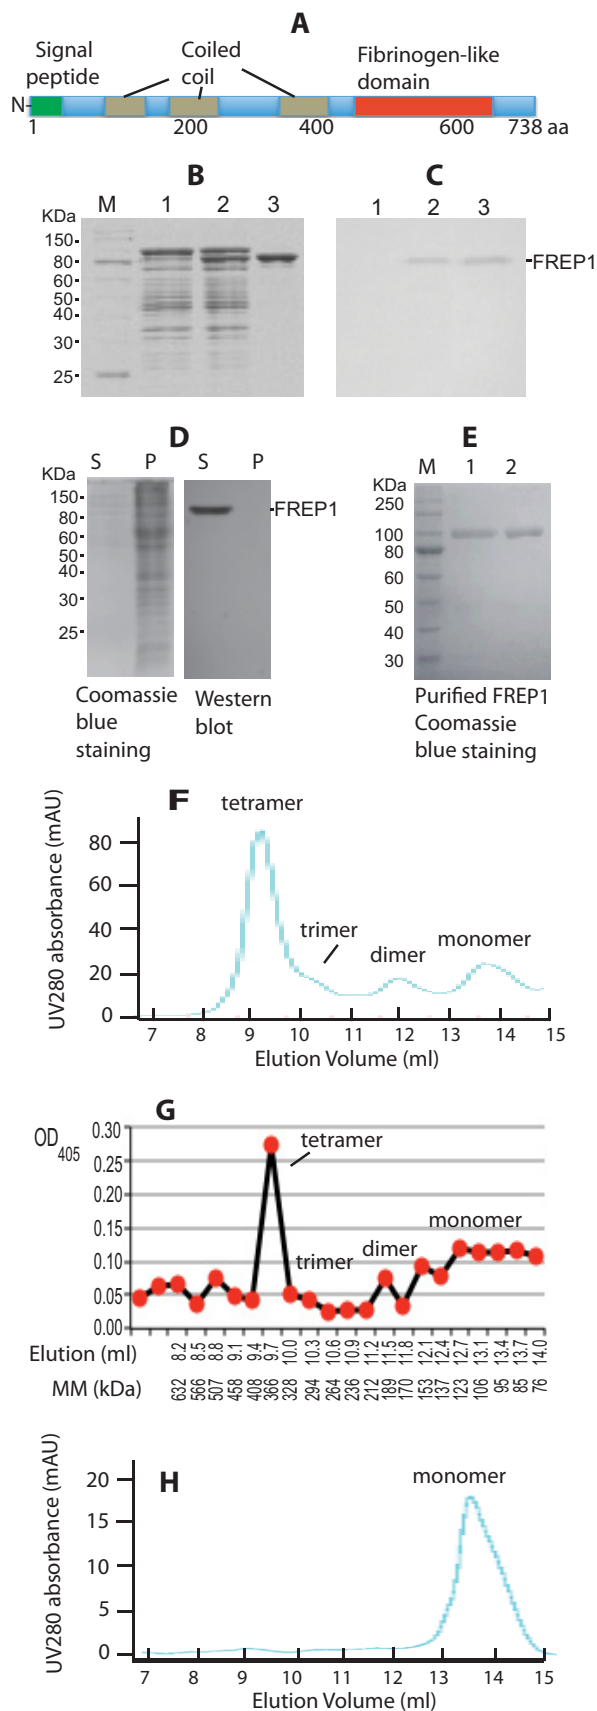 A
Signal
peptide
Coiled
coil
Fibrinogen-like
domain
N-
1 200 400 600 738 aa
B
KDa M 1 2 3
150
80
60
50
40
30
25
C
1 2 3
-FREP1
D
KDa S P S P
150
80
60
50
40
30
25
-FREP1
Coomassie
blue
staining
Western
blot
E
KDa M 1 2
250
100
80
60
50
40
30
Purified FREP1
Coomassie
blue staining
F
UV280 absorbance (mAU)
80
60
40
20
0
tetramer
trimer
dimer
monomer
7 8 9 10 11 12 13 14 15
Elution Volume (ml)
G
OD405
0.30
0.25
0.20
0.15
0.10
0.05
0.00
tetramer
trimer
dimer
monomer
Elution (ml) 8.2 8.5 8.8 9.1 9.4 9.7 10.0 10.3 10.6 10.9 11.2 11.5 11.8 12.1 12.4 12.7 13.1 13.4 13.7 14.0
MM (kDa) 632 566 507 458 408 366 328 294 264 236 212 189 170 153 137 123 106 95 85 76
H
UV280 absorbance (mAU)
20
15
10
5
0
monomer
7 8 9 10 11 12 13 14 15
Elution Volume (ml)